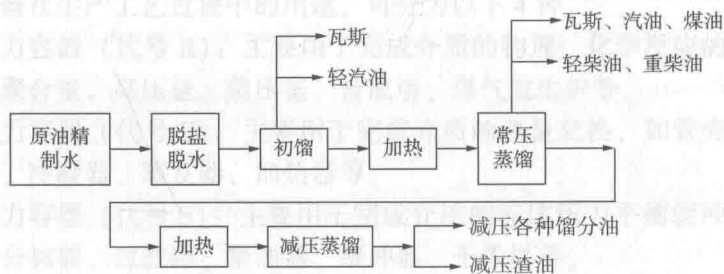 瓦斯
轻汽油
瓦斯、汽油、煤油
轻柴油、重柴油
原油精
制水
脱盐
脱水
初馏
加热
常压
蒸馏
加热
减压蒸馏
减压各种馏分油
减压渣油